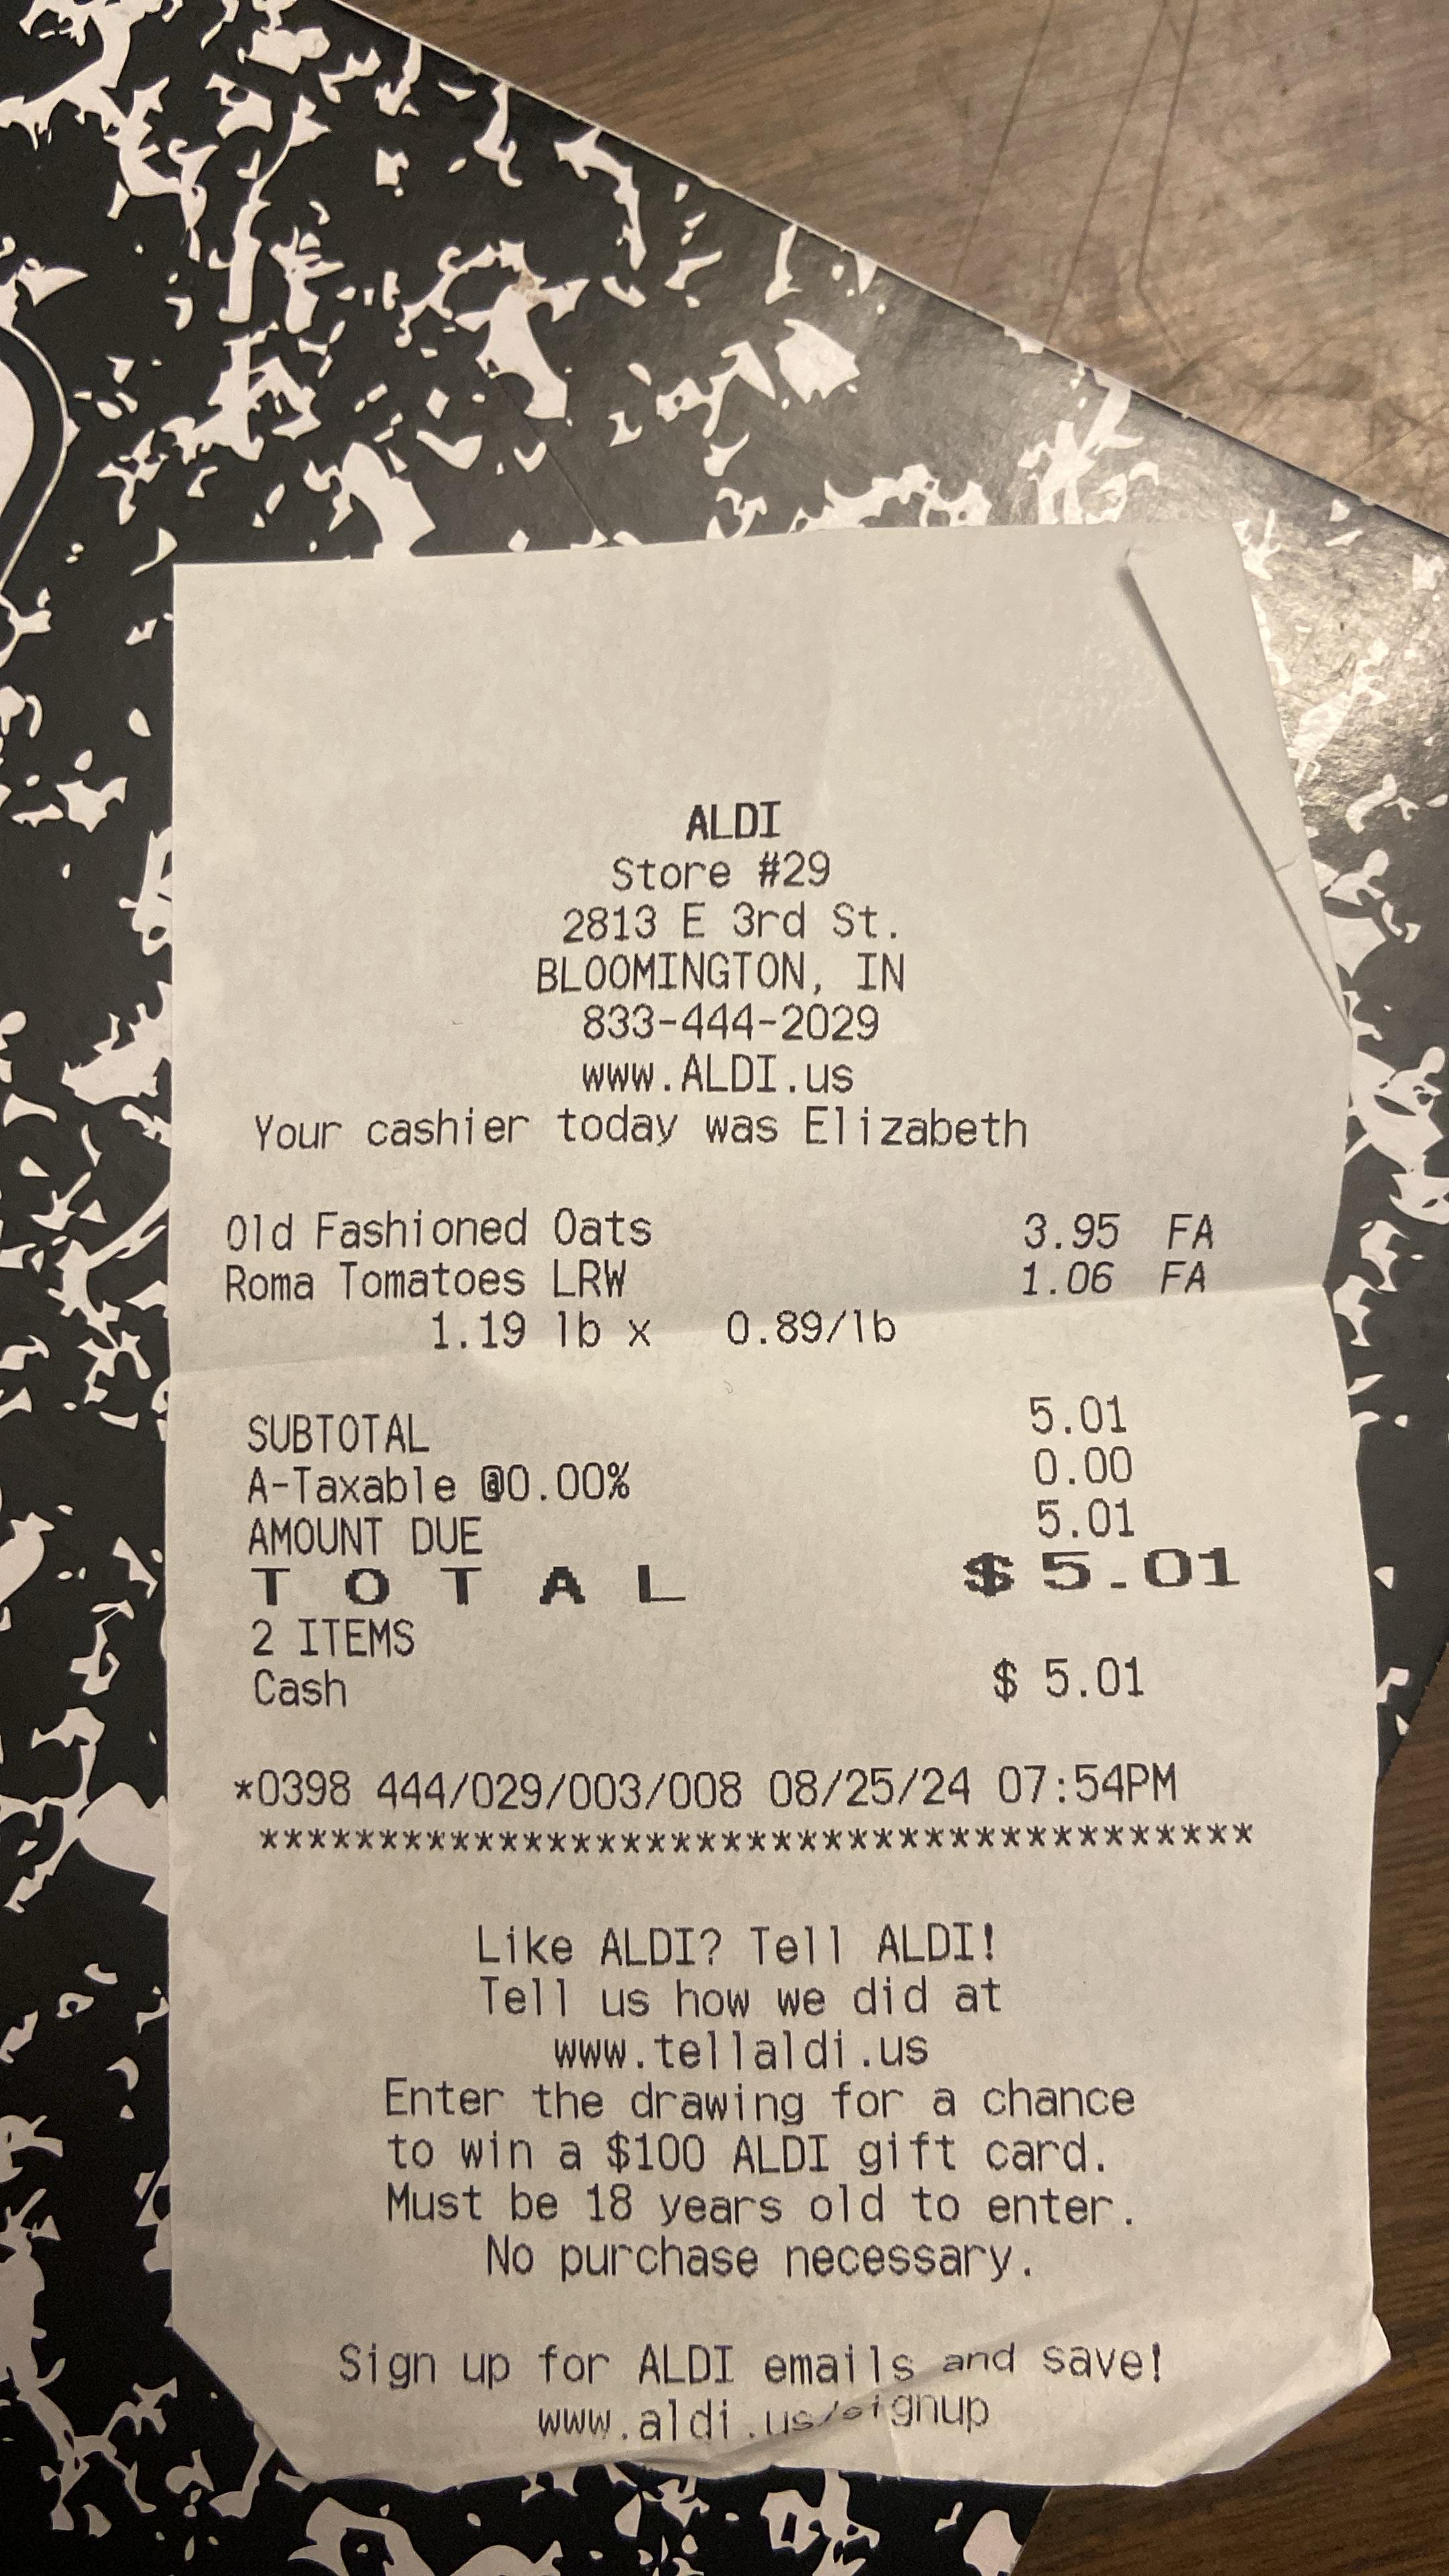 ALDI
Store #29
2813 E 3rd St.
BLOOMINGTON, IN
833-444-2029
www.ALDI.us
Your cashier today was Elizabeth
Old Fashioned Oats 3.95 FA
Roma Tomatoes LRW 1.06 FA
1.19 lb x 0.89/lb
SUBTOTAL 5.01
A-Taxable @0.00% 0.00
AMOUNT DUE 5.01
T O T A L $5.01
2 ITEMS
Cash $ 5.01
*0398 444/029/003/008 08/25/24 07:54PM
*****************************************
Like ALDI? Tell ALDI!
Tell us how we did at
www.tellaldi.us
Enter the drawing for a chance
to win a $100 ALDI gift card.
Must be 18 years old to enter.
No purchase necessary.
Sign up for ALDI emails and save!
www.aldi.us/signup